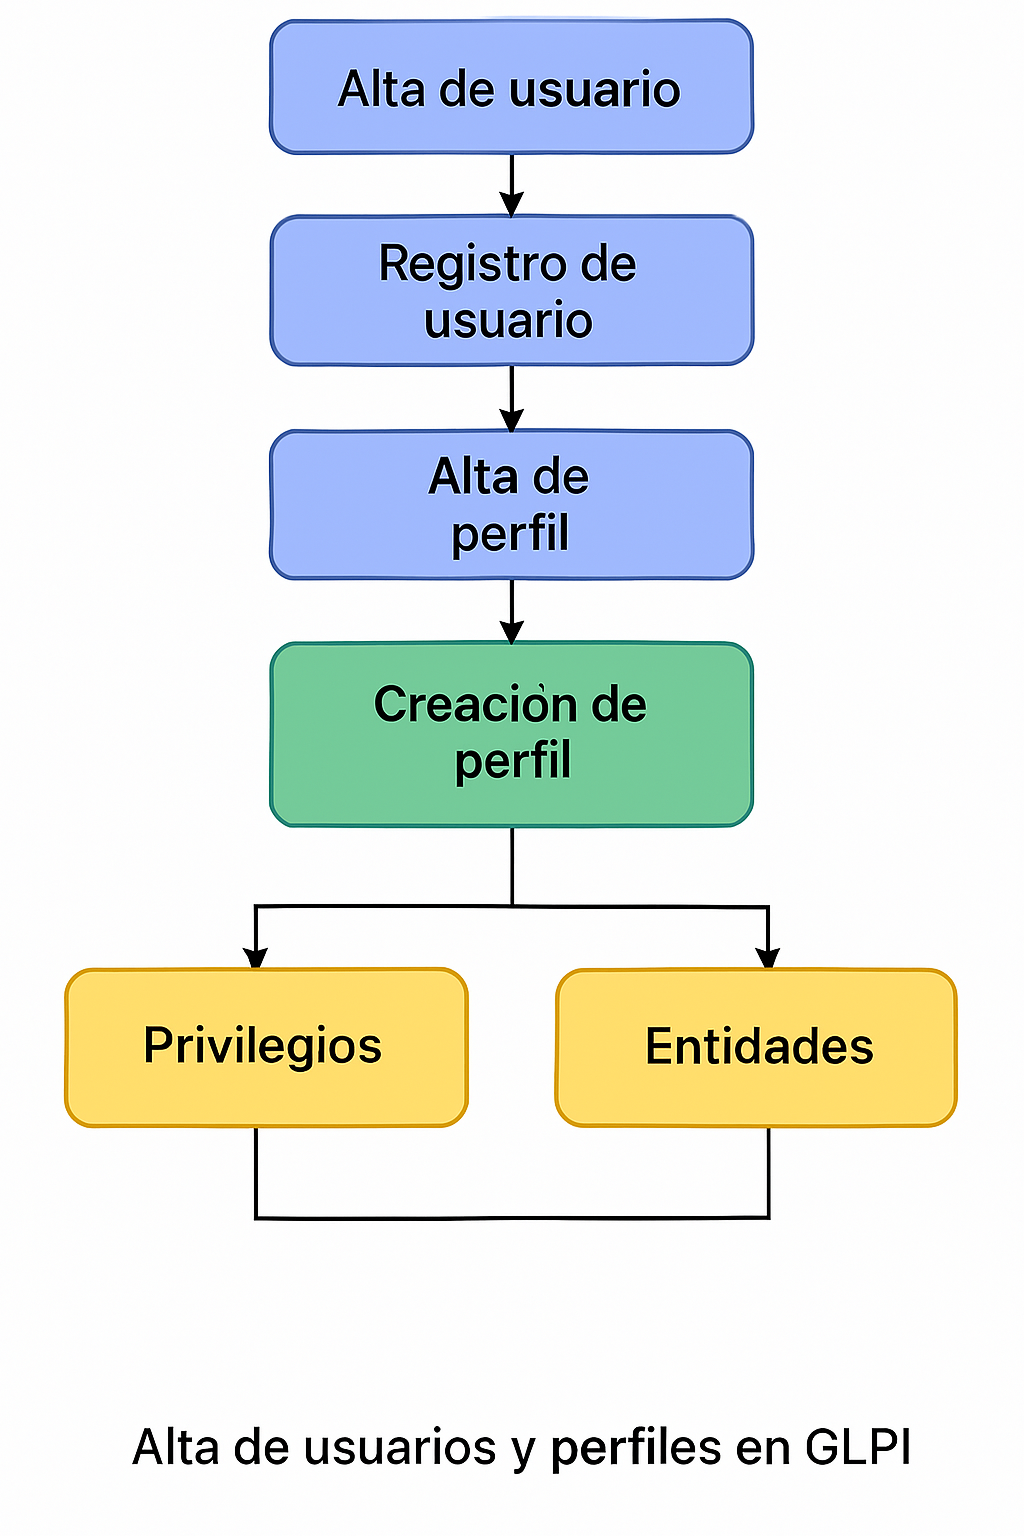 Alta de usuario
Registro de
usuario
Alta de
perfil
Creación de
perfil
Privilegios
Entidades
Alta de usuarios y perfiles en GLPI